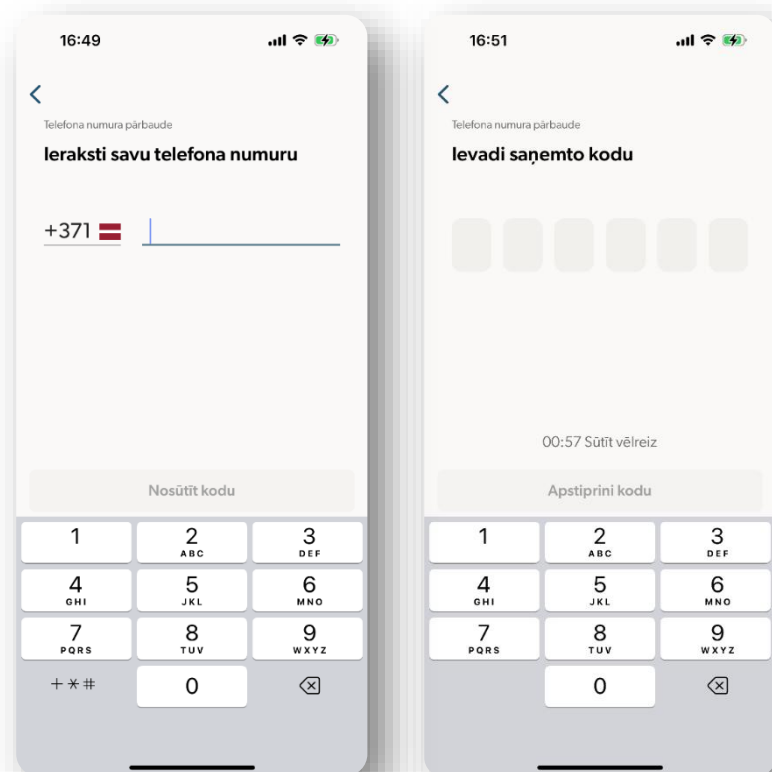 16:49
Telefona numura pārbaude
Ieraksti savu telefona numuru
+371
Nosūtīt kodu
1
2
ABC
3
DEF
4
GHI
5
JKL
6
MNO
7
PQRS
8
TUV
9
WXYZ
+*#
0
16:51
Telefona numura pārbaude
Ievadi saņemto kodu
00:57 Sūtīt vēlreiz
Apstiprini kodu
1
2
ABC
3
DEF
4
GHI
5
JKL
6
MNO
7
PQRS
8
TUV
9
WXYZ
0